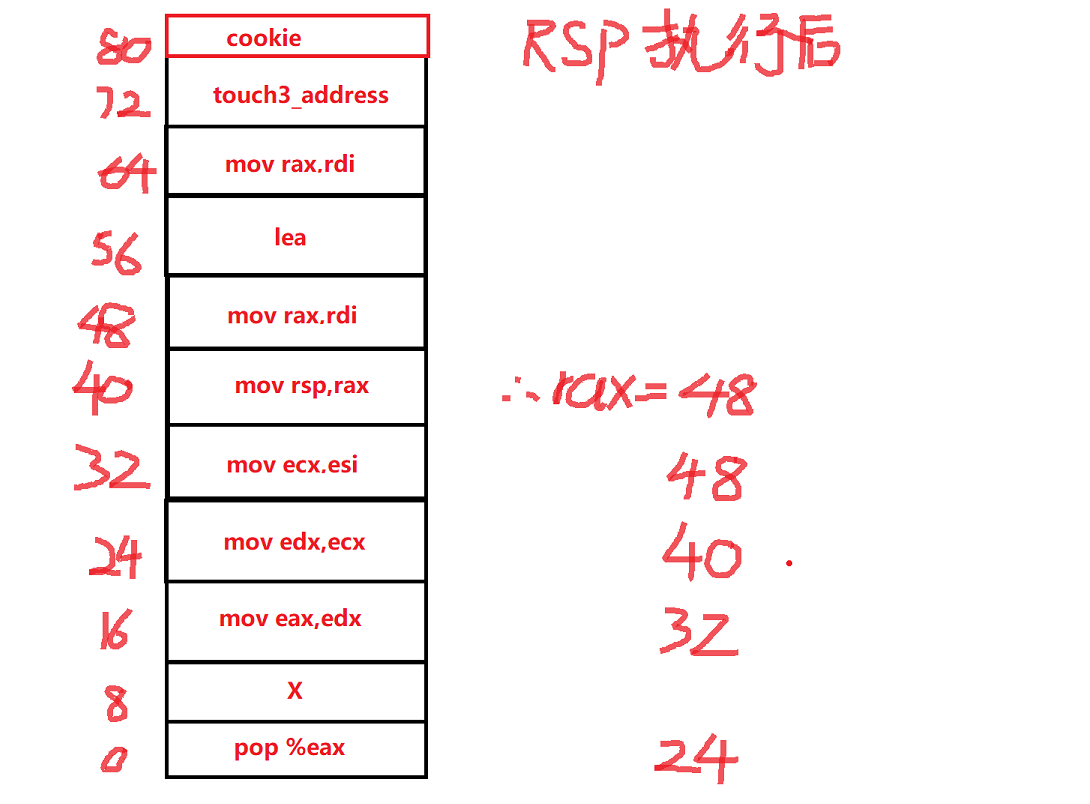 RSP执行后
80 cookie
72 touch3_address
64 mov rax,rdi
56 lea
48 mov rax,rdi
40 mov rsp,rax ∴rax=48
32 mov ecx,esi 48
24 mov edx,ecx 40
16 mov eax,edx 32
8 X
0 pop %eax 24